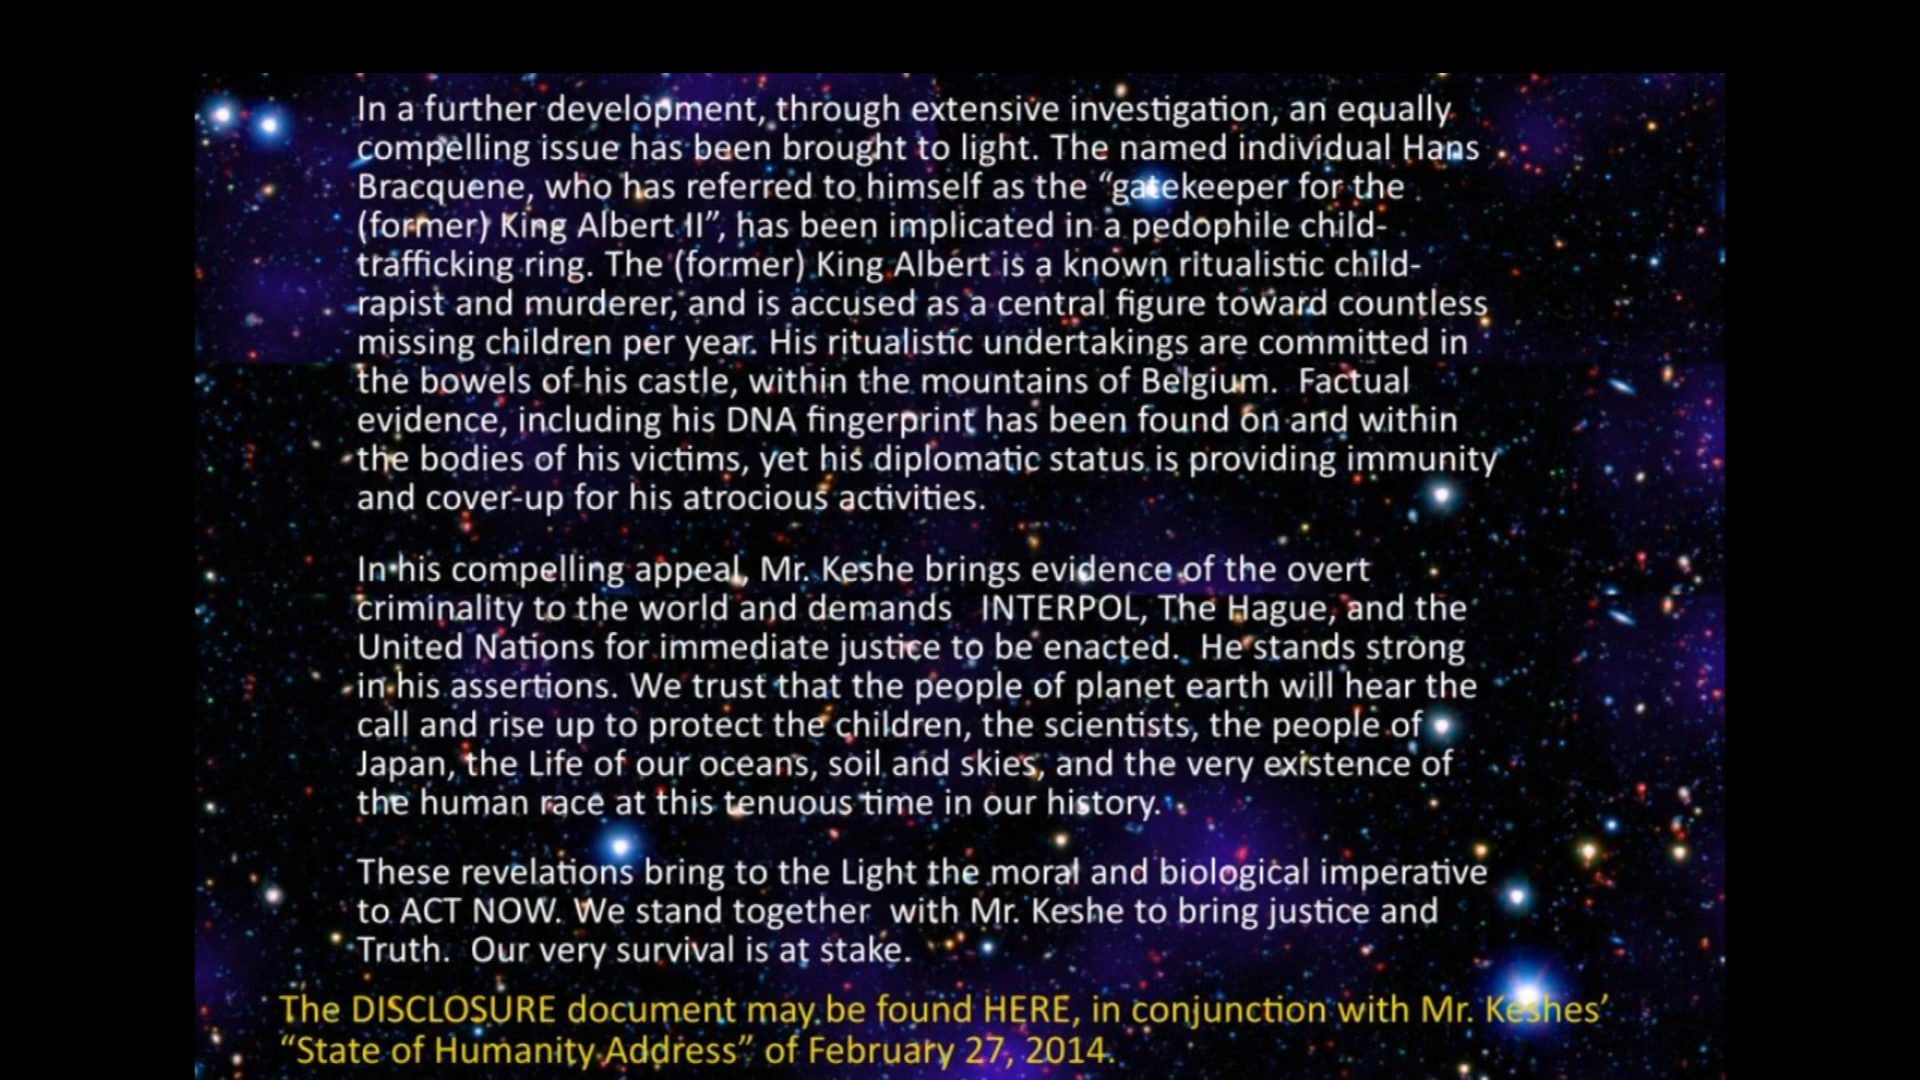 In a further development, through extensive investigation, an equally
compelling issue has been brought to light. The named individual Hans
Bracquene, who has referred to himself as the “gatekeeper for the
(former) King Albert II”, has been implicated in a pedophile child-
trafficking ring. The (former) King Albert is a known ritualistic child-
rapist and murderer, and is accused as a central figure toward countless
missing children per year. His ritualistic undertakings are committed in
the bowels of his castle, within the mountains of Belgium.  Factual
evidence, including his DNA fingerprint has been found on and within
the bodies of his victims, yet his diplomatic status is providing immunity
and cover-up for his atrocious activities.
In his compelling appeal, Mr. Keshe brings evidence of the overt
criminality to the world and demands   INTERPOL, The Hague, and the
United Nations for immediate justice to be enacted.  He stands strong
in his assertions. We trust that the people of planet earth will hear the
call and rise up to protect the children, the scientists, the people of
Japan, the Life of our oceans, soil and skies, and the very existence of
the human race at this tenuous time in our history.
These revelations bring to the Light the moral and biological imperative
to ACT NOW. We stand together  with Mr. Keshe to bring justice and
Truth.  Our very survival is at stake.
The DISCLOSURE document may be found HERE, in conjunction with Mr. Keshes’
“State of Humanity Address” of February 27, 2014.